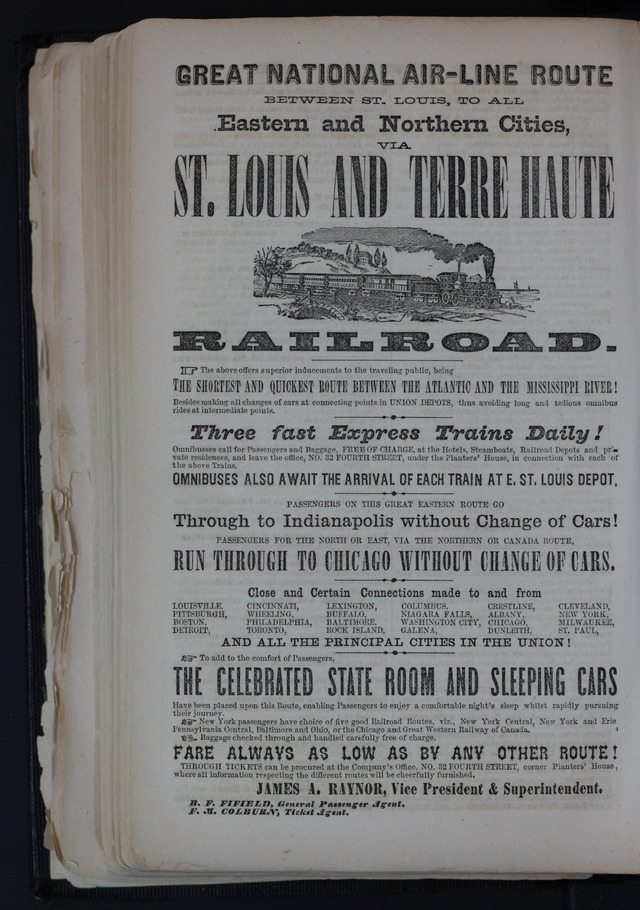 GREAT NATIONAL AIR-LINE ROUTE
BETWEEN ST. LOUIS, TO ALL
Eastern and Northern Cities,
VIA
ST. LOUIS AND TERRE HAUTE
RAILROAD.
☞ The above offers superior inducements to the traveling public, being
THE SHORTEST AND QUICKEST ROUTE BETWEEN THE ATLANTIC AND THE MISSISSIPPI RIVER!
Besides making all changes of cars at connecting points in UNION DEPOTS, thus avoiding long and tedious omnibus
rides at intermediate points.
Three fast Express Trains Daily!
Omnibusses call for Passengers and Baggage, FREE OF CHARGE, at the Hotels, Steamboats, Railroad Depots and pri-
vate residences, and leave the office, NO. 32 FOURTH STREET, under the Planters' House, in connection with each of
the above Trains.
OMNIBUSES ALSO AWAIT THE ARRIVAL OF EACH TRAIN AT E. ST. LOUIS DEPOT,
PASSENGERS ON THIS GREAT EASTERN ROUTE GO
Through to Indianapolis without Change of Cars!
PASSENGERS FOR THE NORTH OR EAST, VIA THE NORTHERN OR CANADA ROUTE,
RUN THROUGH TO CHICAGO WITHOUT CHANGE OF CARS.
Close and Certain Connections made to and from
LOUISVILLE, CINCINNATI, LEXINGTON, COLUMBUS, CRESTLINE, CLEVELAND,
PITTSBURGH, WHEELING, BUFFALO, NIAGARA FALLS, ALBANY, NEW YORK,
BOSTON, PHILADELPHIA, BALTIMORE, WASHINGTON CITY, CHICAGO, MILWAUKEE,
DETROIT, TORONTO, ROCK ISLAND, GALENA, DUNLEITH, ST. PAUL,
AND ALL THE PRINCIPAL CITIES IN THE UNION!
☞ To add to the comfort of Passengers,
THE CELEBRATED STATE ROOM AND SLEEPING CARS
Have been placed upon this Route, enabling Passengers to enjoy a comfortable night's sleep whilst rapidly pursuing
their journey.
☞ New York passengers have choice of five good Railroad Routes, viz., New York Central, New York and Erie
Pennsylvania Central, Baltimore and Ohio, or the Chicago and Great Western Railway of Canada.
☞ Baggage checked through and handled carefully free of charge.
FARE ALWAYS AS LOW AS BY ANY OTHER ROUTE!
THROUGH TICKETS can be procured at the Company's Office, NO. 32 FOURTH STREET, corner Planters' House,
where all information respecting the different routes will be cheerfully furnished.
JAMES A. RAYNOR, Vice President & Superintendent.
B. F. FIFIELD, General Passenger Agent.
F. M. COLBURN, Ticket Agent.